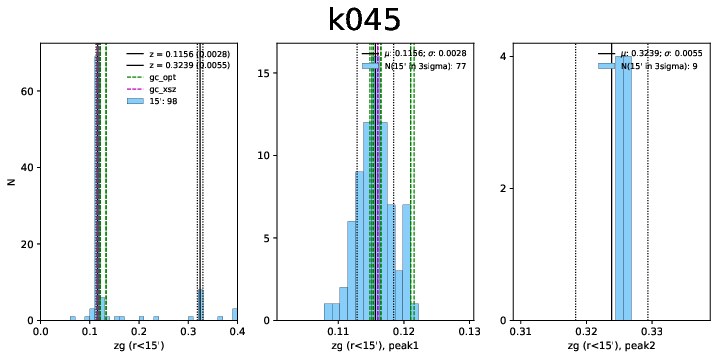 k045
z = 0.1156 (0.0028)
z = 0.3239 (0.0055)
gc_opt
gc_xsz
15': 98
N
60
40
20
0
0.0 0.1 0.2 0.3 0.4
zg (r<15')
μ: 0.1156; σ: 0.0028
N(15' in 3sigma): 77
15
10
5
0
0.11 0.12 0.13
zg (r<15'), peak1
μ: 0.3239; σ: 0.0055
N(15' in 3sigma): 9
4
2
0
0.31 0.32 0.33
zg (r<15'), peak2